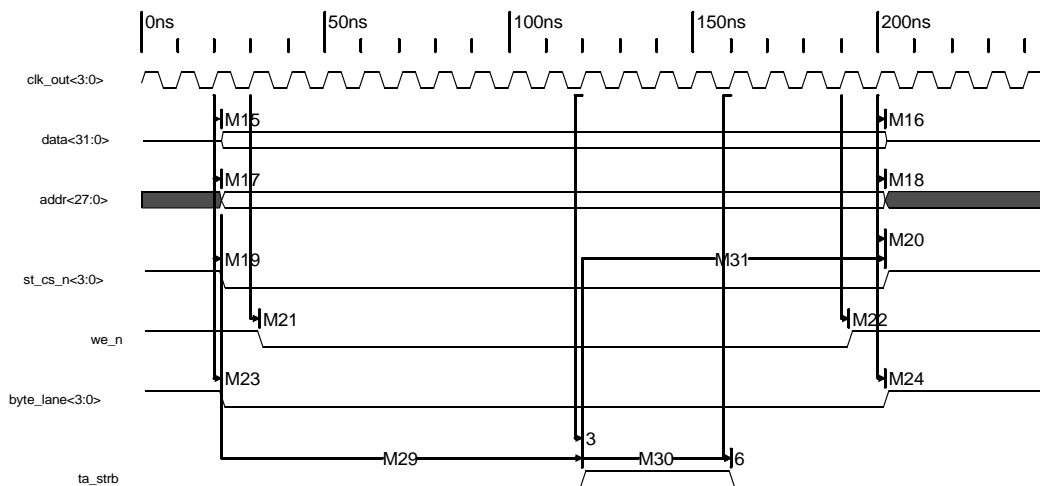 0ns 50ns 100ns 150ns 200ns
clk_out<3:0>
M15 M16
data<31:0>
M17 M18
addr<27:0>
M20
M19 M31
st_cs_n<3:0>
M21 M22
we_n
M23 M24
byte_lane<3:0>
3
M29 M30 6
ta_strb